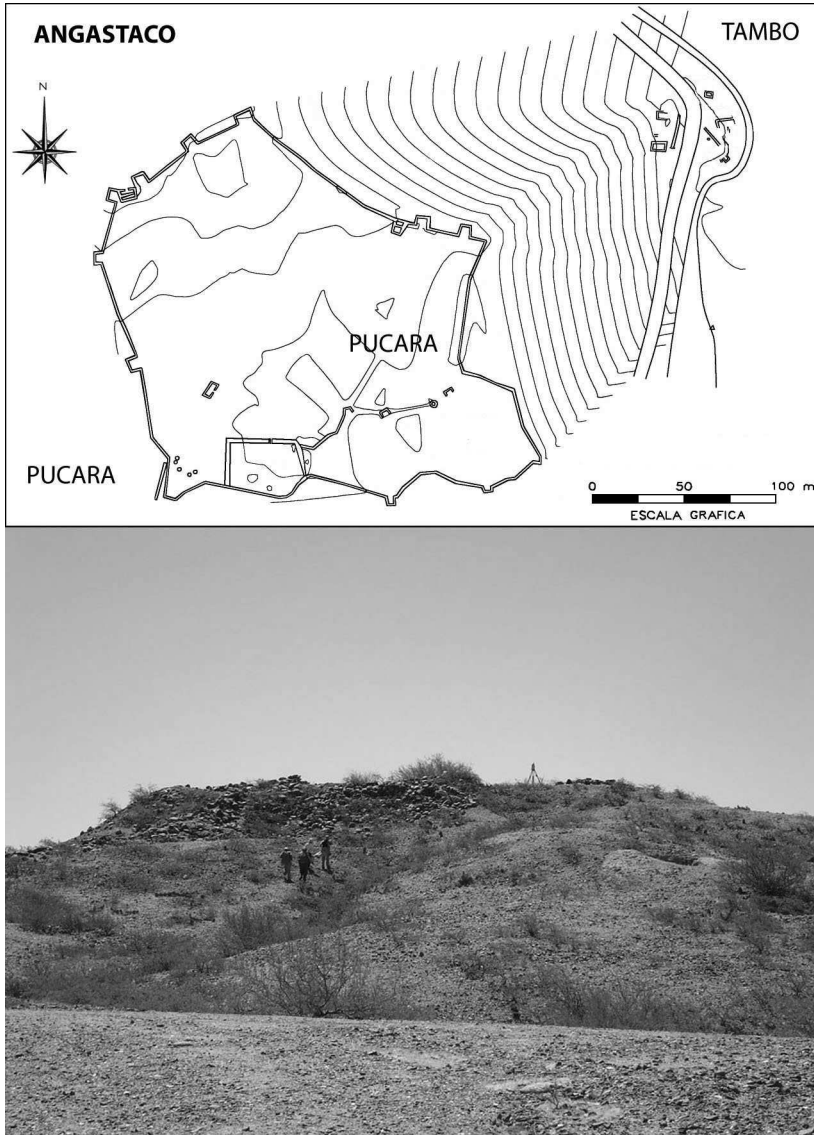 ANGASTACO
TAMBO
N
PUCARA
PUCARA
0 50 100 m
ESCALA GRAFICA